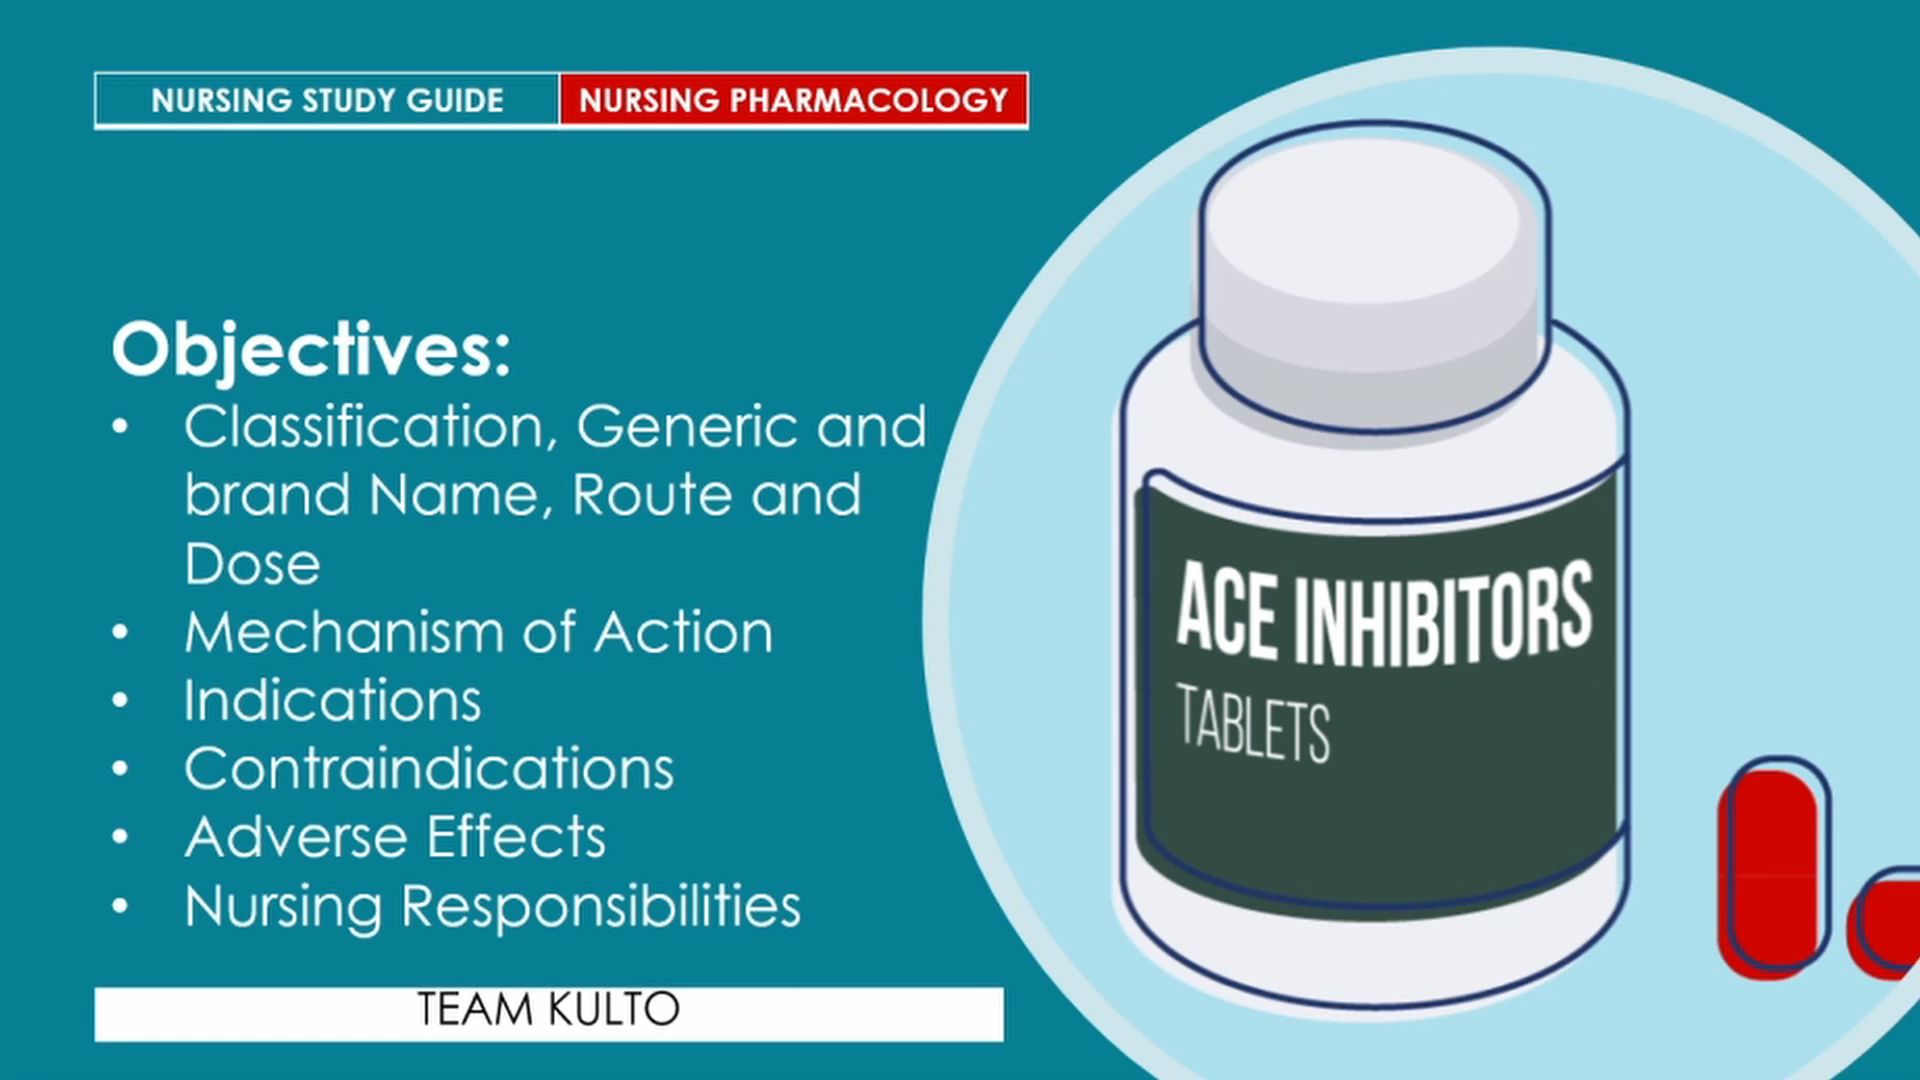 NURSING STUDY GUIDE
NURSING PHARMACOLOGY
Objectives:
• Classification, Generic and
brand Name, Route and
Dose
• Mechanism of Action
• Indications
• Contraindications
• Adverse Effects
• Nursing Responsibilities
TEAM KULTO
ACE INHIBITORS
TABLETS